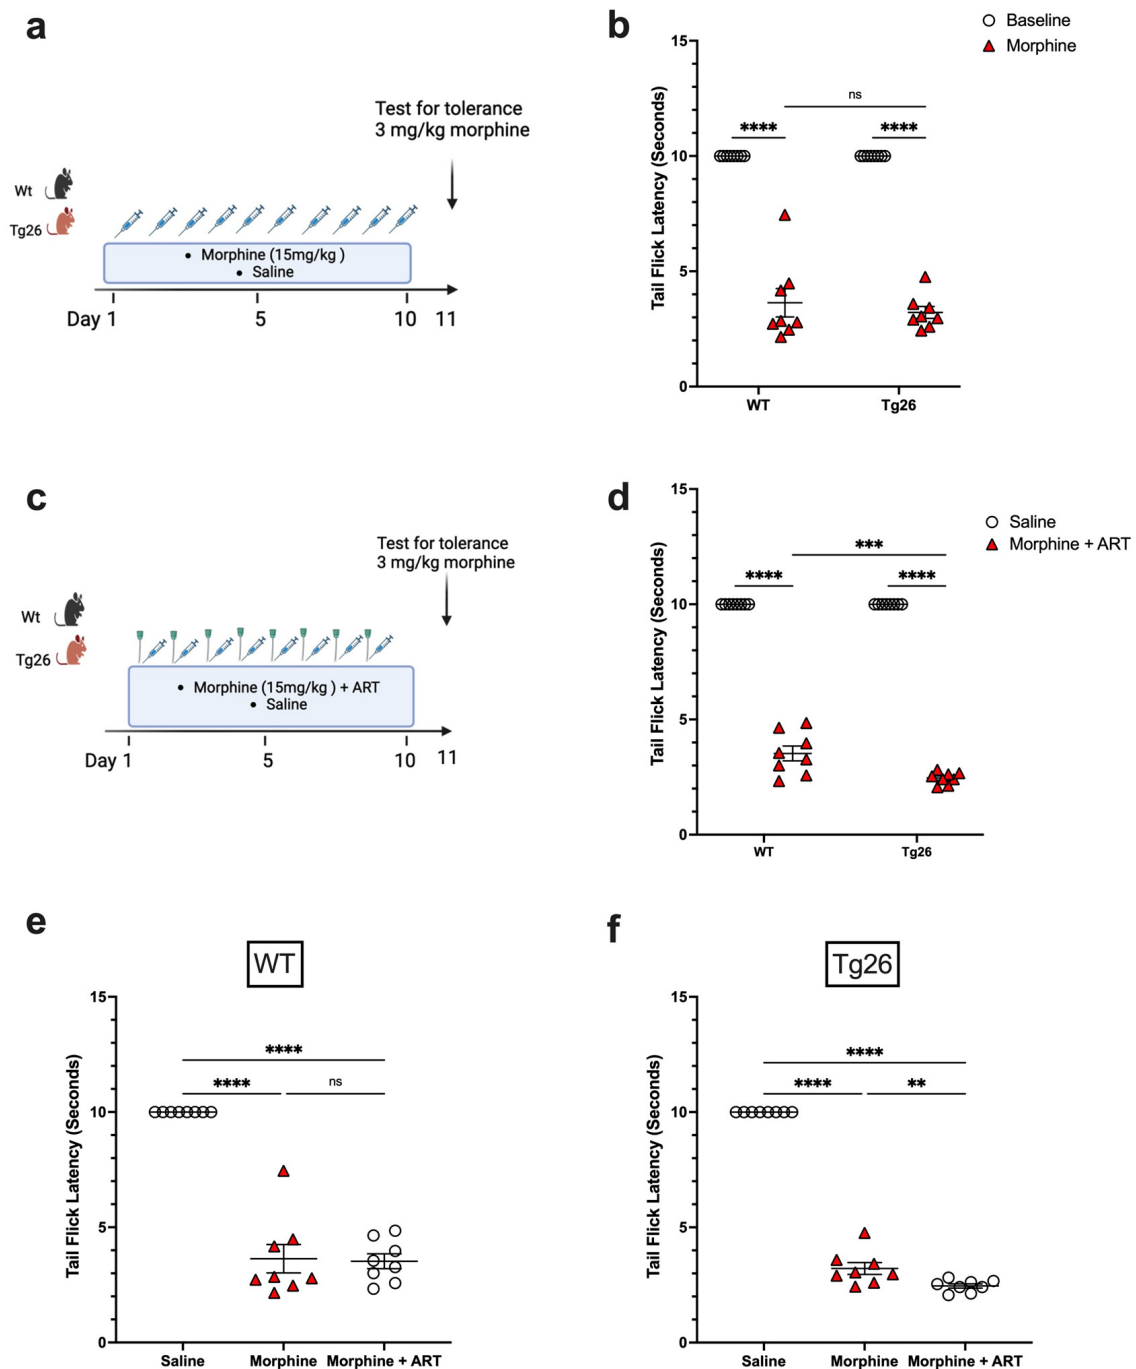 a
Test for tolerance
3 mg/kg morphine
Wt
Tg26
• Morphine (15mg/kg )
• Saline
Day 1 5 10 11
b
Baseline
Morphine
Tail Flick Latency (Seconds)
15
10
5
0
ns
**** ****
WT Tg26
c
Test for tolerance
3 mg/kg morphine
Wt
Tg26
• Morphine (15mg/kg ) + ART
• Saline
Day 1 5 10 11
d
Saline
Morphine + ART
Tail Flick Latency (Seconds)
15
10
5
0
***
**** ****
WT Tg26
e
WT
Tail Flick Latency (Seconds)
15
10
5
0
****
**** ns
Saline Morphine Morphine + ART
f
Tg26
Tail Flick Latency (Seconds)
15
10
5
0
****
**** **
Saline Morphine Morphine + ART